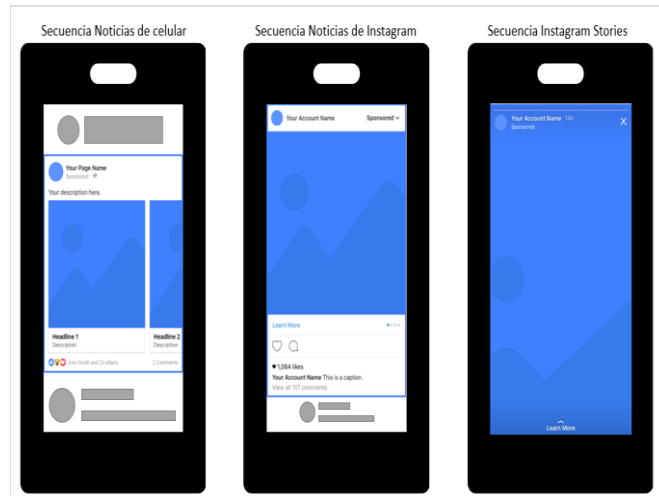 Secuencia Noticias de celular
Secuencia Noticias de Instagram
Secuencia Instagram Stories
Your Page Name
Sponsored ·
Your description here.
Headline 1
Description
Headline 2
Description
John Smith and 23 others
2 Comments
Your Account Name
Sponsored
Learn More
1,084 likes
Your Account Name This is a caption.
View all 117 comments
Your Account Name 14h
Sponsored
X
Learn More